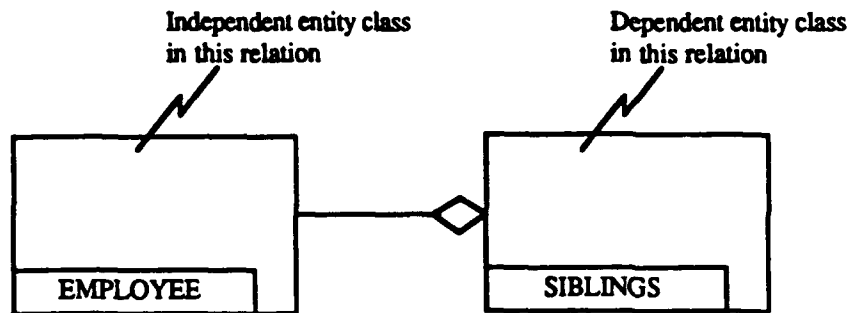 Independent entity class
in this relation
Dependent entity class
in this relation
EMPLOYEE
SIBLINGS